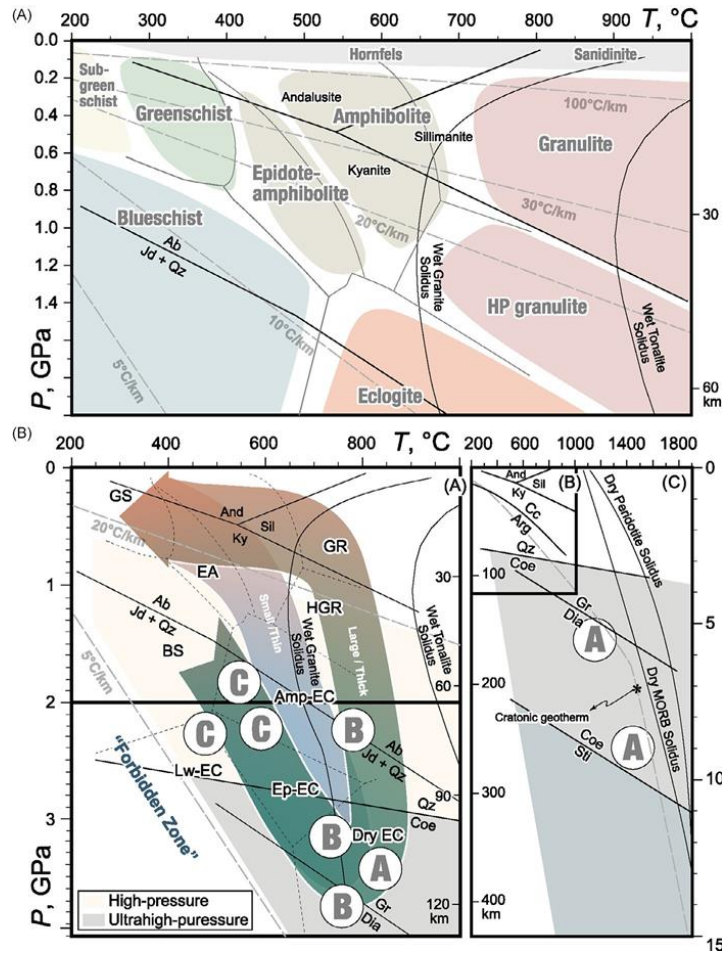 (A)
200 300 400 500 600 700 800 900 T, °C
0.0
0.2
0.4
0.6
0.8
1.0
1.2
1.4
P, GPa
Hornfels
Sanidinite
Sub-
green
schist
Greenschist
Andalusite
Amphibolite
Sillimanite
100°C/km
Granulite
Kyanite
Epidote-
amphibolite
20°C/km
30°C/km
30
Blueschist
Ab
Jd + Qz
Wet Granite
Solidus
HP granulite
Wet Tonalite
Solidus
10°C/km
5°C/km
Eclogite
60
km
(B)
200 400 600 800 T, °C
0
1
2
3
P, GPa
(A)
GS
And
Sil
Ky
GR
20°C/km
EA
HGR
30
Small /Thin
Wet Granite
Solidus
Large / Thick
Wet Tonalite
Solidus
Ab
Jd + Qz
BS
5°C/km
60
C
Amp-EC
C
C
B
Ab
Jd + Qz
Lw-EC
Ep-EC
90
Qz
Coe
"Forbidden Zone"
B
Dry EC
A
B
Gr
Dia
120
km
High-pressure
Ultrahigh-puressure
200 600 1000 1400 1800
0
5
10
15
And
Sil
Ky
Cc
Arg
(B)
(C)
Dry Peridotite Solidus
Qz
Coe
100
Gr
Dia
A
200
*
Cratonic geotherm
Dry MORB Solidus
A
Coe
Sti
300
400
km